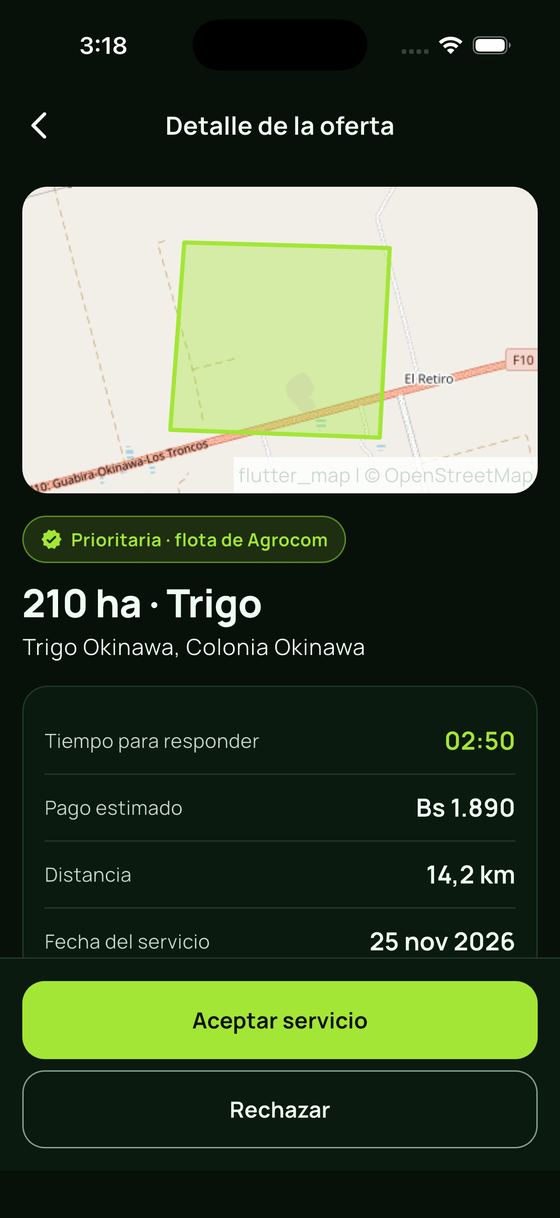 3:18
Detalle de la oferta
F10
El Retiro
10: Guabira-Okinawa-Los Troncos
flutter_map | © OpenStreetMap
Prioritaria · flota de Agrocom
210 ha · Trigo
Trigo Okinawa, Colonia Okinawa
Tiempo para responder 02:50
Pago estimado Bs 1.890
Distancia 14,2 km
Fecha del servicio 25 nov 2026
Aceptar servicio
Rechazar